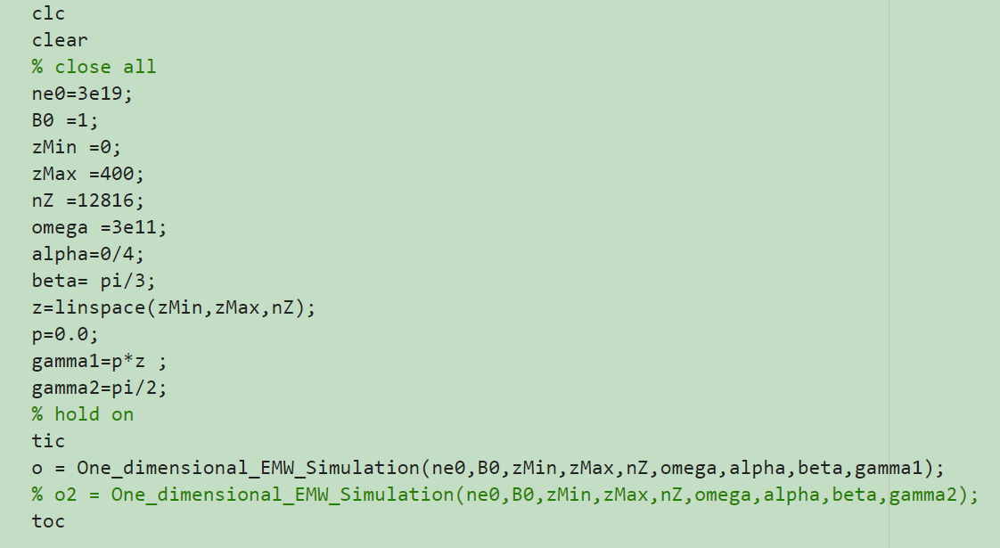 clc
clear
% close all
ne0=3e19;
B0 =1;
zMin =0;
zMax =400;
nZ =12816;
omega =3e11;
alpha=0/4;
beta= pi/3;
z=linspace(zMin,zMax,nZ);
p=0.0;
gamma1=p*z ;
gamma2=pi/2;
% hold on
tic
o = One_dimensional_EMW_Simulation(ne0,B0,zMin,zMax,nZ,omega,alpha,beta,gamma1);
% o2 = One_dimensional_EMW_Simulation(ne0,B0,zMin,zMax,nZ,omega,alpha,beta,gamma2);
toc